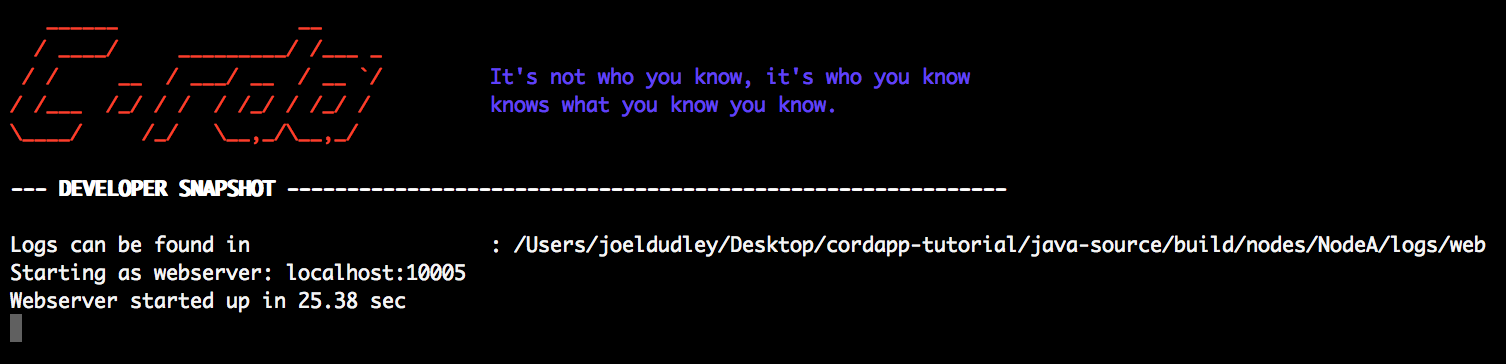 Corda
It's not who you know, it's who you know
knows what you know you know.
--- DEVELOPER SNAPSHOT ------------------------------------------------------------
Logs can be found in                    : /Users/joeldudley/Desktop/cordapp-tutorial/java-source/build/nodes/NodeA/logs/web
Starting as webserver: localhost:10005
Webserver started up in 25.38 sec